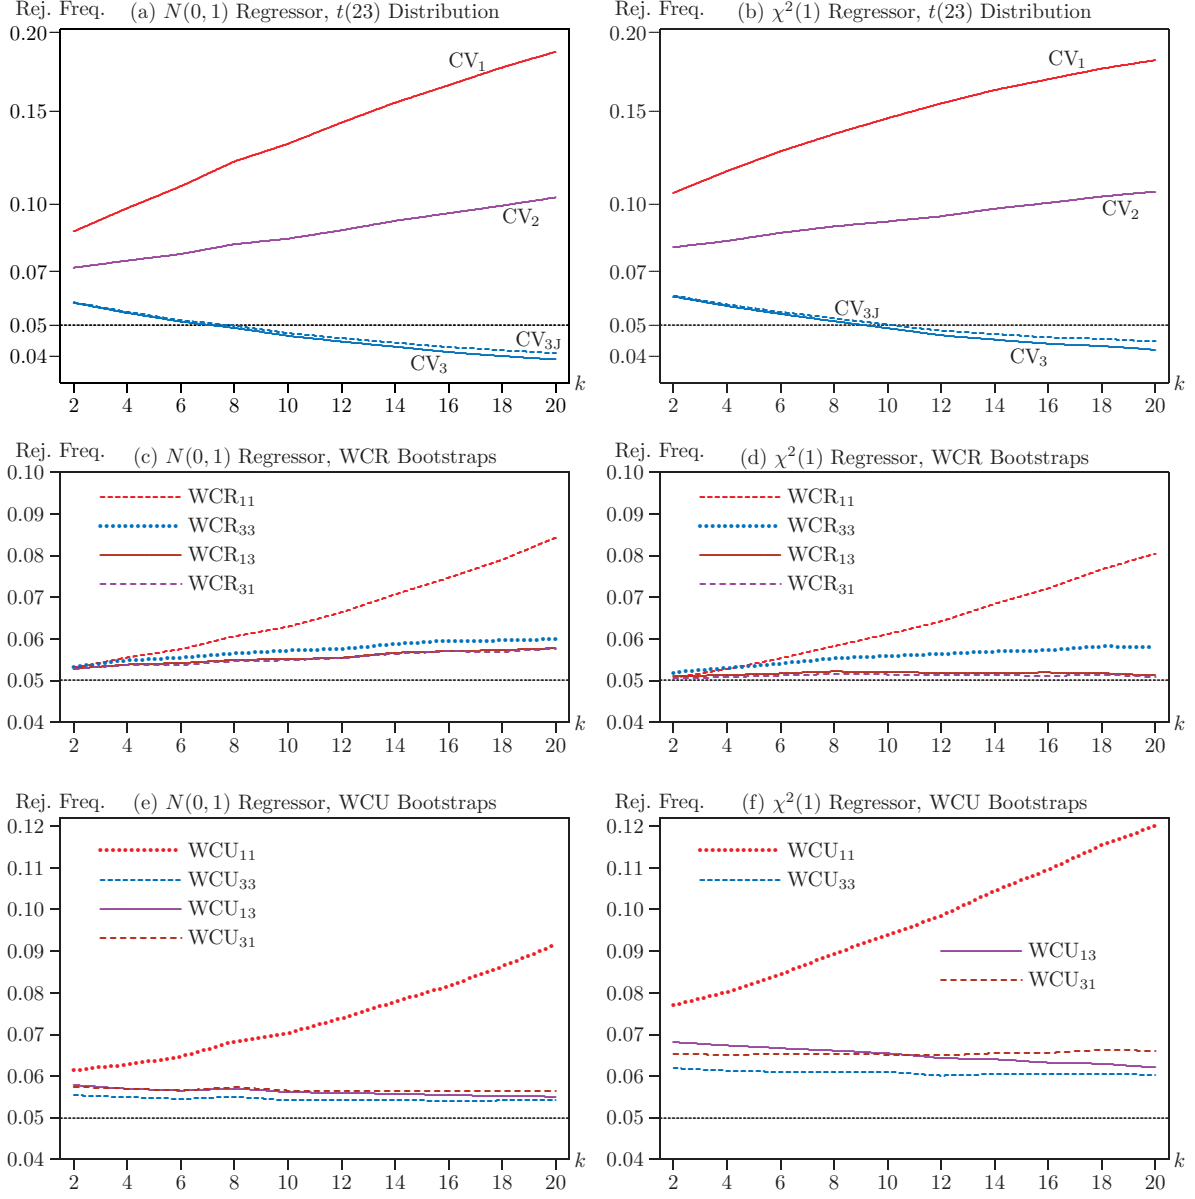 Rej. Freq. (a) N(0, 1) Regressor, t(23) Distribution
0.20
0.15
0.10
0.07
0.05
0.04
CV₁
CV₂
CV₃J
CV₃
2 4 6 8 10 12 14 16 18 20 k
Rej. Freq. (b) χ²(1) Regressor, t(23) Distribution
0.20
0.15
0.10
0.07
0.05
0.04
CV₁
CV₂
CV₃J
CV₃
2 4 6 8 10 12 14 16 18 20 k
Rej. Freq. (c) N(0, 1) Regressor, WCR Bootstraps
0.10
0.09
0.08
0.07
0.06
0.05
0.04
WCR₁₁
WCR₃₃
WCR₁₃
WCR₃₁
2 4 6 8 10 12 14 16 18 20 k
Rej. Freq. (d) χ²(1) Regressor, WCR Bootstraps
0.10
0.09
0.08
0.07
0.06
0.05
0.04
WCR₁₁
WCR₃₃
WCR₁₃
WCR₃₁
2 4 6 8 10 12 14 16 18 20 k
Rej. Freq. (e) N(0, 1) Regressor, WCU Bootstraps
0.12
0.11
0.10
0.09
0.08
0.07
0.06
0.05
0.04
WCU₁₁
WCU₃₃
WCU₁₃
WCU₃₁
2 4 6 8 10 12 14 16 18 20 k
Rej. Freq. (f) χ²(1) Regressor, WCU Bootstraps
0.12
0.11
0.10
0.09
0.08
0.07
0.06
0.05
0.04
WCU₁₁
WCU₃₃
WCU₁₃
WCU₃₁
2 4 6 8 10 12 14 16 18 20 k